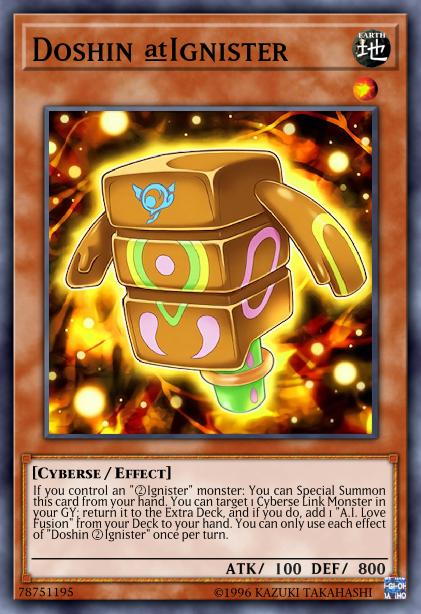 Doshin @Ignister
EARTH
地
[Cyberse / Effect]
If you control an "@Ignister" monster: You can Special Summon
this card from your hand. You can target 1 Cyberse Link Monster in
your GY; return it to the Extra Deck, and if you do, add 1 "A.I. Love
Fusion" from your Deck to your hand. You can only use each effect
of "Doshin @Ignister" once per turn.
ATK/ 100 DEF/ 800
78751195
©1996 KAZUKI TAKAHASHI